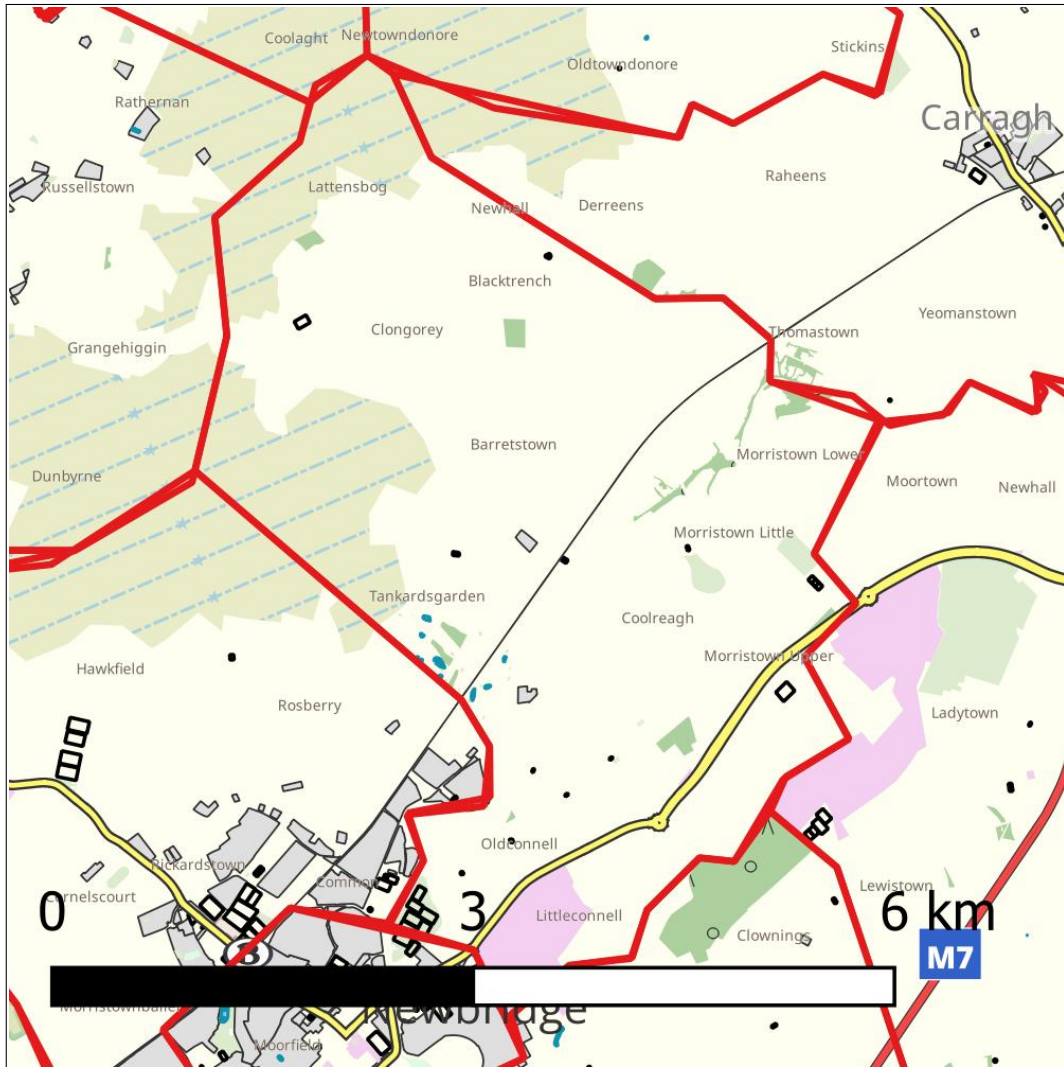 Coolaght
Newtowndonore
Oldtowndonore
Stickins
Rathernan
Carragh
Russellstown
Lattensbog
Raheens
Newhall
Derreens
Blacktrench
Yeomanstown
Clongorey
Thomastown
Grangehiggin
Barretstown
Morristown Lower
Dunbyrne
Moortown
Newhall
Morristown Little
Tankardsgarden
Coolreagh
Hawkfield
Morristown Upper
Rosberry
Ladytown
Oldconnell
Rickardstown
Common
Lewistown
Cornelscourt
0
3
6 km
Littleconnell
Clownings
M7
Newbridge
Moorfield